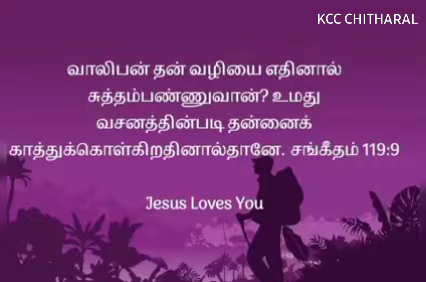 KCC CHITHARAL
வாலிபன் தன் வழியை எதினால்
சுத்தம்பண்ணுவான்? உமது
வசனத்தின்படி தன்னைக்
காத்துக்கொள்கிறதினால்தானே. சங்கீதம் 119:9
Jesus Loves You